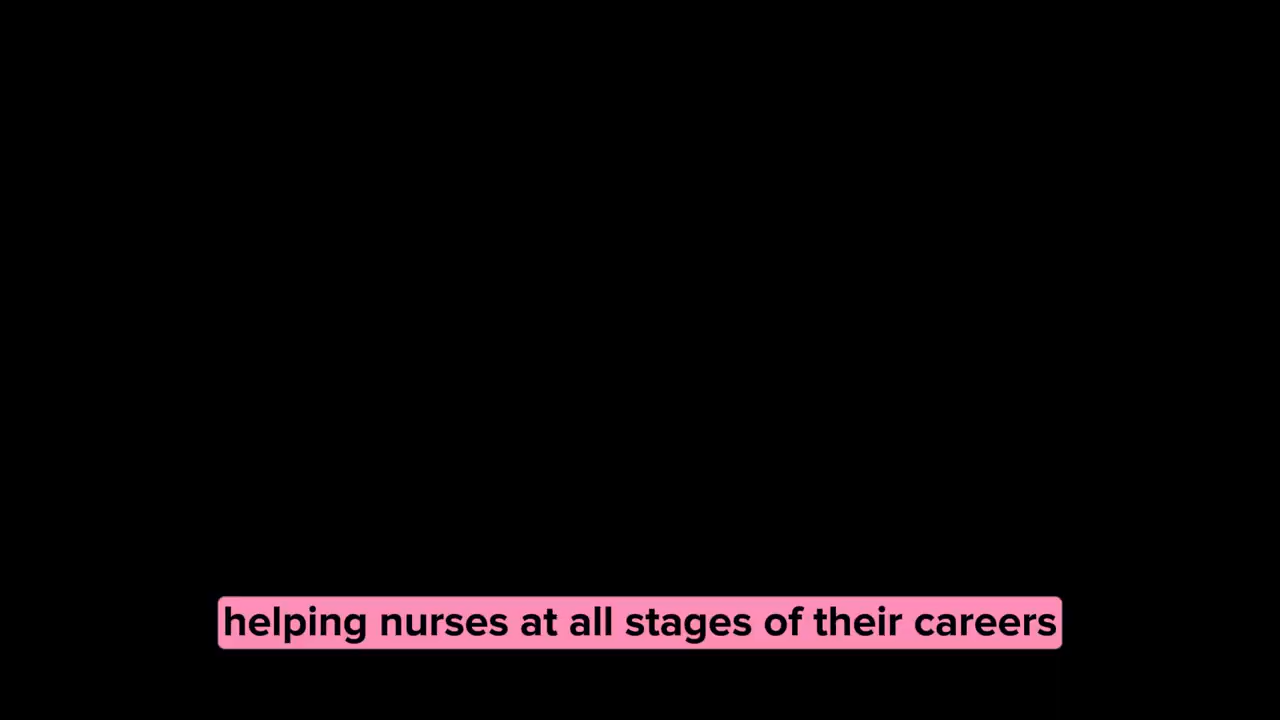 helping nurses at all stages of their careers